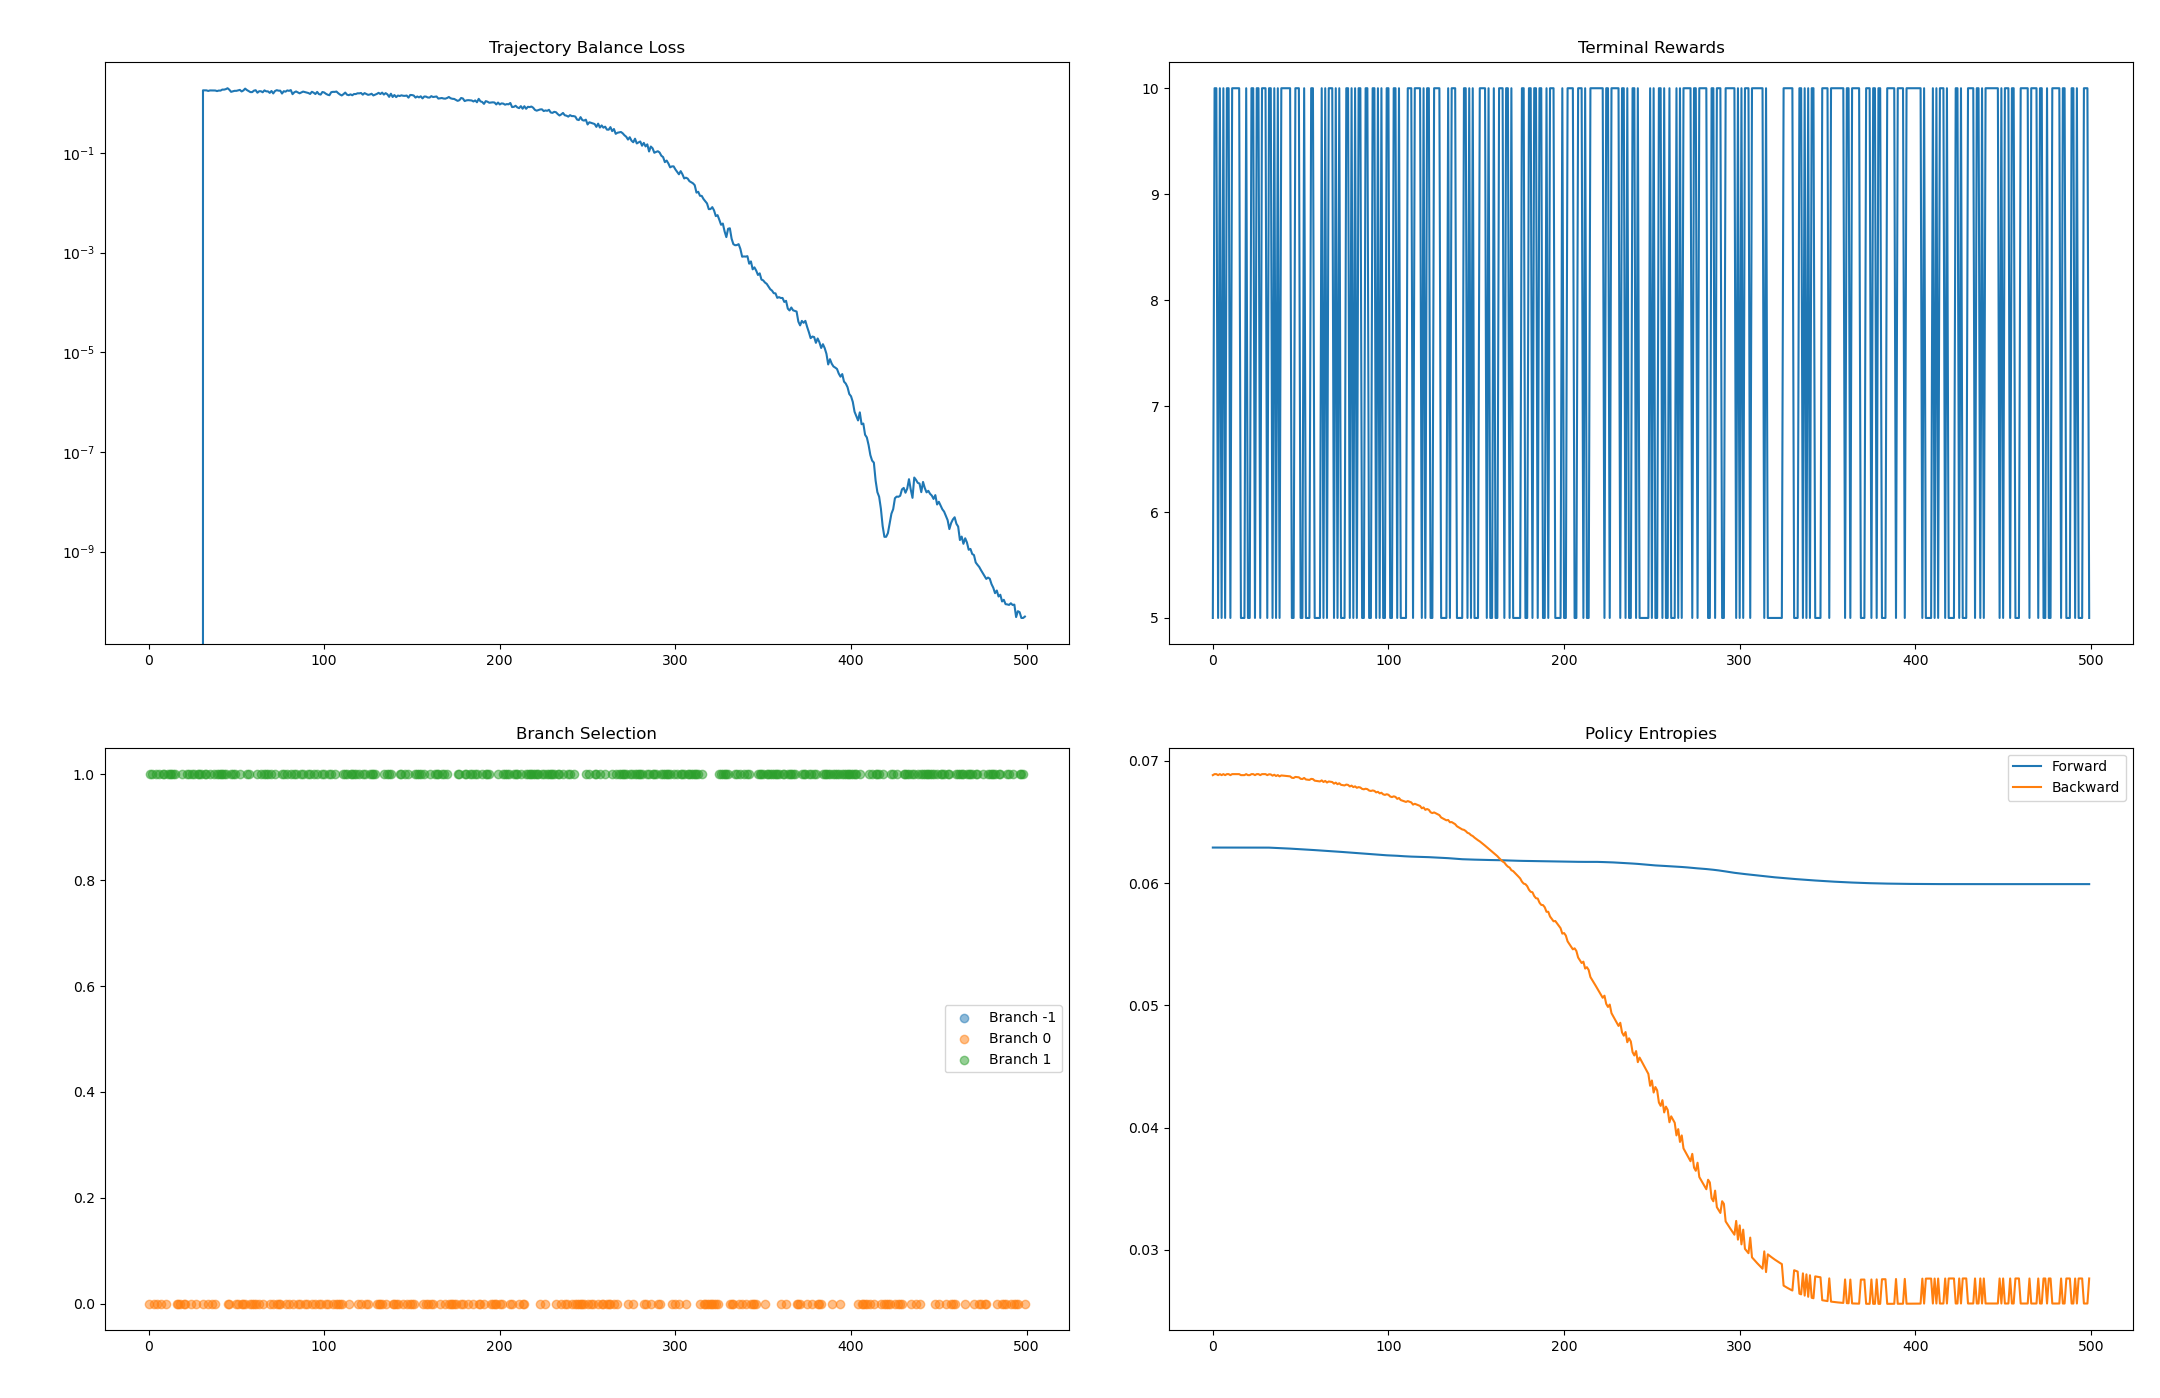 Trajectory Balance Loss
10⁻¹
10⁻³
10⁻⁵
10⁻⁷
10⁻⁹
0 100 200 300 400 500
Terminal Rewards
10
9
8
7
6
5
0 100 200 300 400 500
Branch Selection
1.0
0.8
0.6
0.4
0.2
0.0
Branch -1
Branch 0
Branch 1
0 100 200 300 400 500
Policy Entropies
0.07
0.06
0.05
0.04
0.03
Forward
Backward
0 100 200 300 400 500